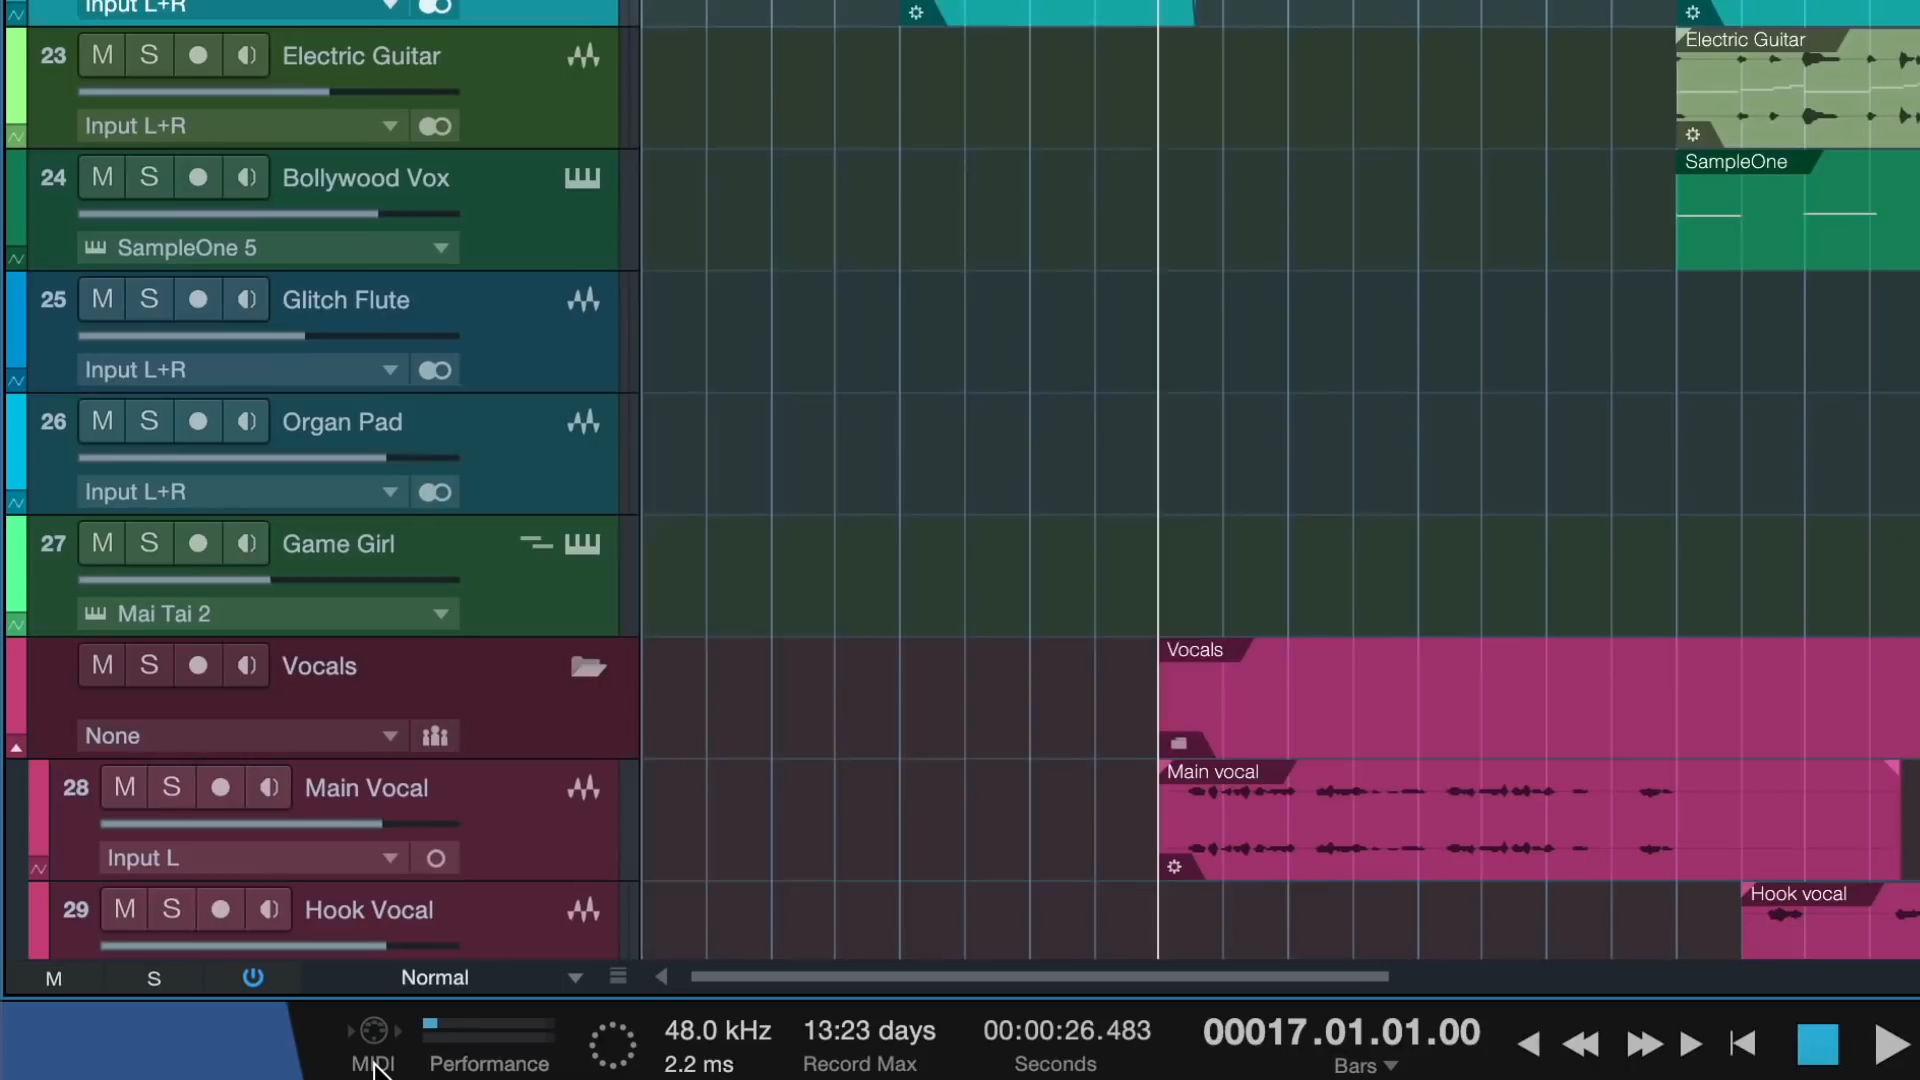 Input L+R
23 M S Electric Guitar
Input L+R
Electric Guitar
24 M S Bollywood Vox
SampleOne 5
SampleOne
25 M S Glitch Flute
Input L+R
26 M S Organ Pad
Input L+R
27 M S Game Girl
Mai Tai 2
M S Vocals
None
Vocals
28 M S Main Vocal
Input L
Main vocal
29 M S Hook Vocal
Hook vocal
M S Normal
MIDI
Performance
48.0 kHz
2.2 ms
13:23 days
Record Max
00:00:26.483
Seconds
00017.01.01.00
Bars